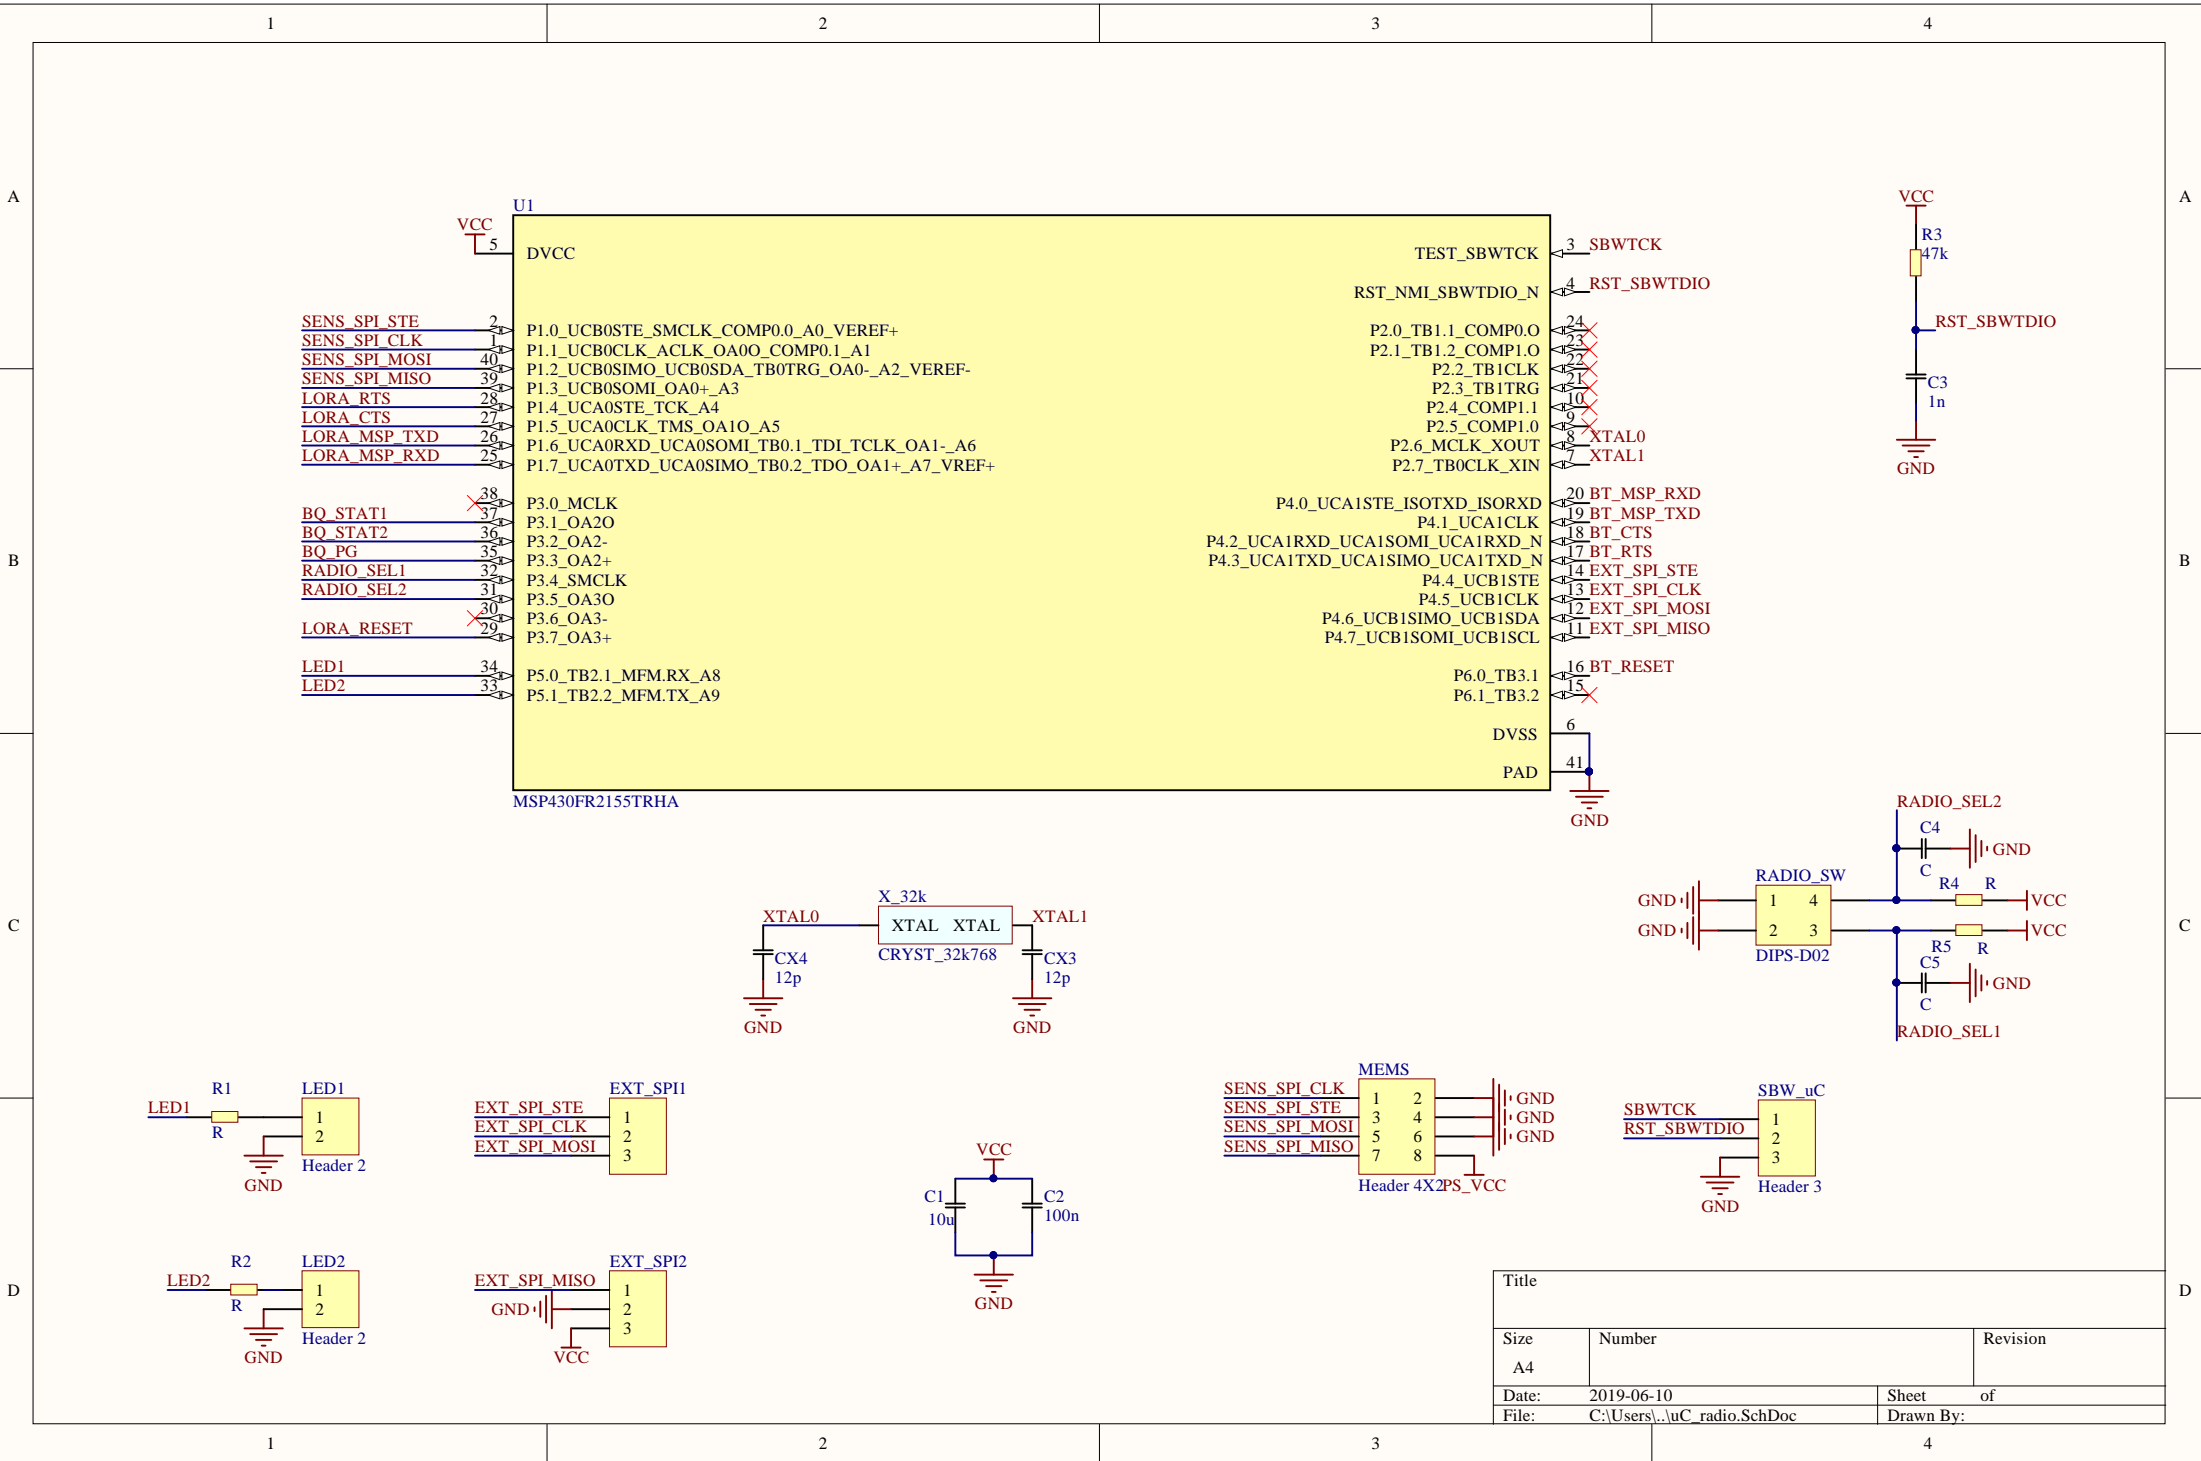 1 2 3 4
A A
B B
C C
D D
U1
VCC
5 DVCC
SENS_SPI_STE 2 P1.0_UCB0STE_SMCLK_COMP0.0_A0_VEREF+
SENS_SPI_CLK 1 P1.1_UCB0CLK_ACLK_OA0O_COMP0.1_A1
SENS_SPI_MOSI 40 P1.2_UCB0SIMO_UCB0SDA_TB0TRG_OA0-_A2_VEREF-
SENS_SPI_MISO 39 P1.3_UCB0SOMI_OA0+_A3
LORA_RTS 28 P1.4_UCA0STE_TCK_A4
LORA_CTS 27 P1.5_UCA0CLK_TMS_OA1O_A5
LORA_MSP_TXD 26 P1.6_UCA0RXD_UCA0SOMI_TB0.1_TDI_TCLK_OA1-_A6
LORA_MSP_RXD 25 P1.7_UCA0TXD_UCA0SIMO_TB0.2_TDO_OA1+_A7_VREF+
38 P3.0_MCLK
BQ_STAT1 37 P3.1_OA2O
BQ_STAT2 36 P3.2_OA2-
BQ_PG 35 P3.3_OA2+
RADIO_SEL1 32 P3.4_SMCLK
RADIO_SEL2 31 P3.5_OA3O
30 P3.6_OA3-
LORA_RESET 29 P3.7_OA3+
LED1 34 P5.0_TB2.1_MFM.RX_A8
LED2 33 P5.1_TB2.2_MFM.TX_A9
TEST_SBWTCK 3 SBWTCK
RST_NMI_SBWTDIO_N 4 RST_SBWTDIO
P2.0_TB1.1_COMP0.O 24
P2.1_TB1.2_COMP1.O 23
P2.2_TB1CLK 22
P2.3_TB1TRG 21
P2.4_COMP1.1 10
P2.5_COMP1.0 9
P2.6_MCLK_XOUT 8 XTAL0
P2.7_TB0CLK_XIN 7 XTAL1
P4.0_UCA1STE_ISOTXD_ISORXD 20 BT_MSP_RXD
P4.1_UCA1CLK 19 BT_MSP_TXD
P4.2_UCA1RXD_UCA1SOMI_UCA1RXD_N 18 BT_CTS
P4.3_UCA1TXD_UCA1SIMO_UCA1TXD_N 17 BT_RTS
P4.4_UCB1STE 14 EXT_SPI_STE
P4.5_UCB1CLK 13 EXT_SPI_CLK
P4.6_UCB1SIMO_UCB1SDA 12 EXT_SPI_MOSI
P4.7_UCB1SOMI_UCB1SCL 11 EXT_SPI_MISO
P6.0_TB3.1 16 BT_RESET
P6.1_TB3.2 15
DVSS 6
PAD 41
GND
MSP430FR2155TRHA
VCC
R3
47k
RST_SBWTDIO
C3
1n
GND
RADIO_SEL2
C4
GND
C
RADIO_SW
R4 R
GND 1 4 VCC
GND 2 3 VCC
DIPS-D02
R5 R
C5
GND
C
RADIO_SEL1
X_32k
XTAL0 XTAL XTAL XTAL1
CRYST_32k768
CX4
12p
GND
CX3
12p
GND
R1 LED1
LED1 1
R 2
Header 2
GND
R2 LED2
LED2 1
R 2
Header 2
GND
EXT_SPI1
EXT_SPI_STE 1
EXT_SPI_CLK 2
EXT_SPI_MOSI 3
EXT_SPI2
EXT_SPI_MISO 1
GND 2
3
VCC
VCC
C1 C2
10u 100n
GND
MEMS
SENS_SPI_CLK 1 2 GND
SENS_SPI_STE 3 4 GND
SENS_SPI_MOSI 5 6 GND
SENS_SPI_MISO 7 8
Header 4X2 PS_VCC
SBW_uC
SBWTCK 1
RST_SBWTDIO 2
3
Header 3
GND
Title
Size Number Revision
A4
Date: 2019-06-10 Sheet of
File: C:\Users\..\uC_radio.SchDoc Drawn By:
1 2 3 4